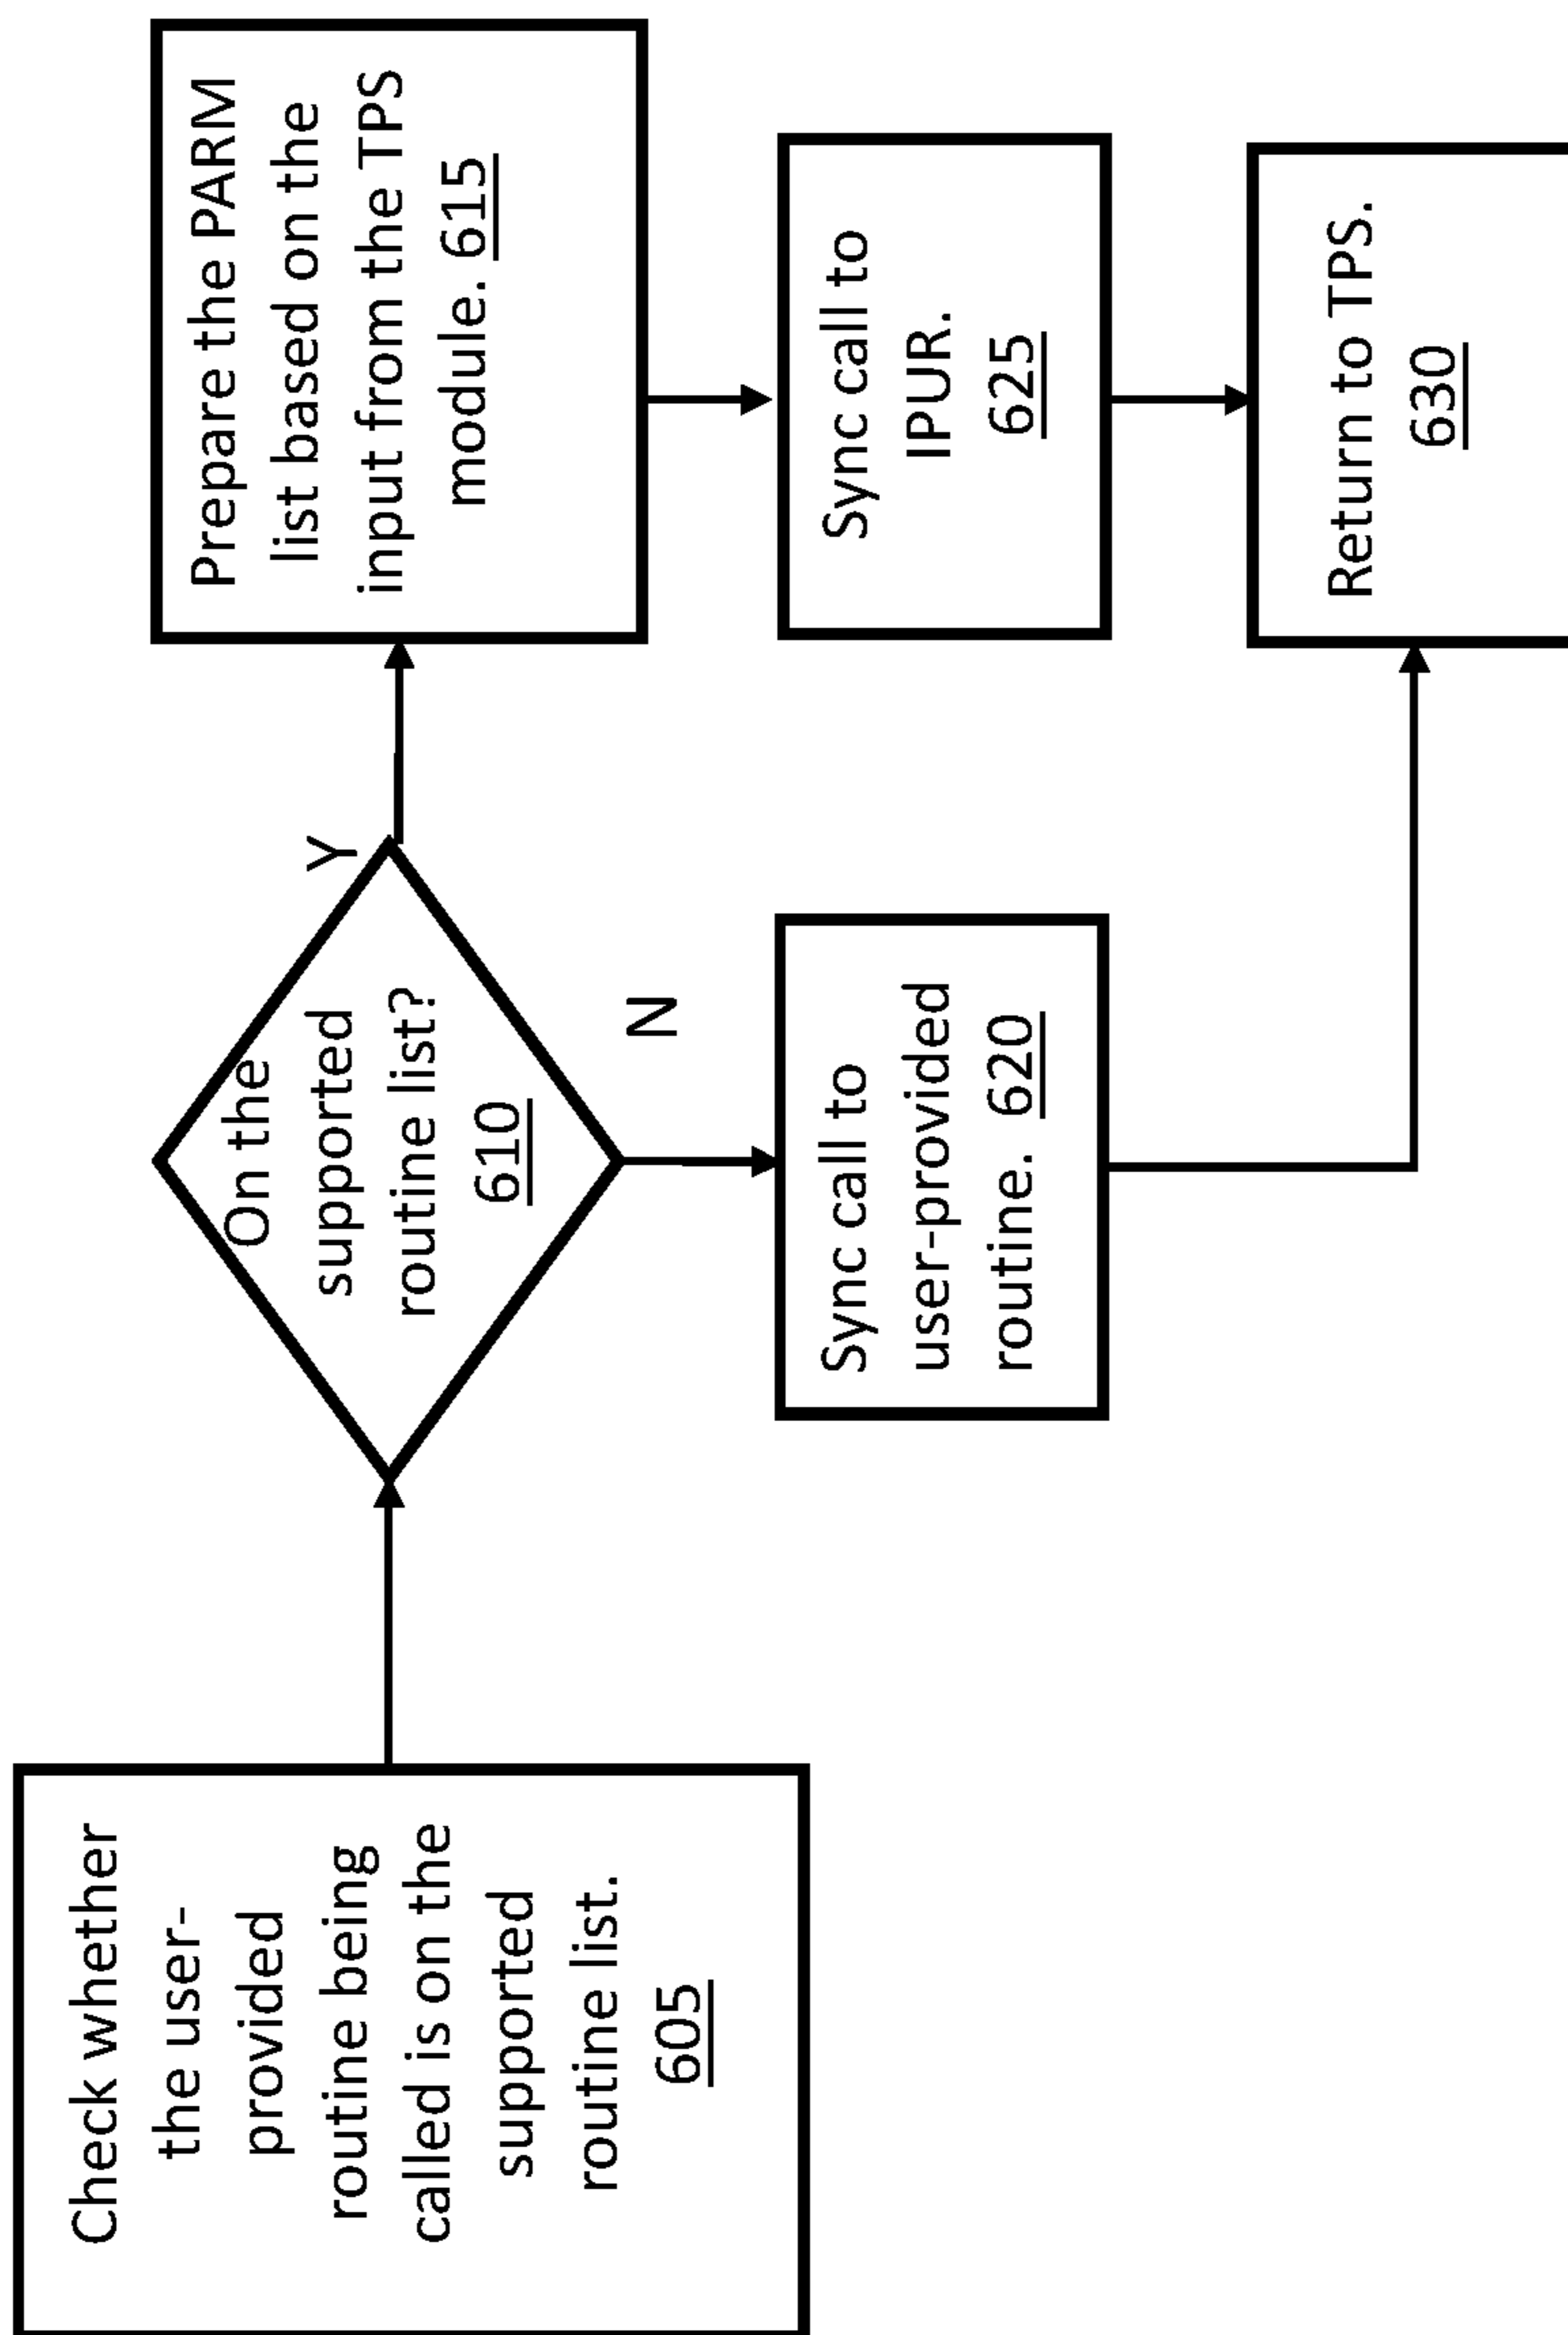 Check whether
the user-
provided
routine being
called is on the
supported
routine list.
605
On the
supported
routine list?
610
Y
N
Prepare the PARM
list based on the
input from the TPS
module. 615
Sync call to
user-provided
routine. 620
Sync call to
IPUR.
625
Return to TPS.
630